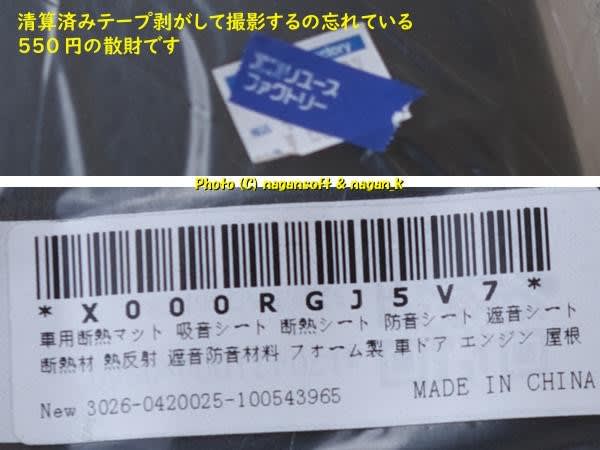 清算済みテープ剥がして撮影するの忘れている
550円の散財です
エコリユース
ファクトリー
Photo (C) nagansoft & nagan_k
*X000RGJ5V7*
車用断熱マット 吸音シート 断熱シート 防音シート 遮音シート
断熱材 熱反射 遮音防音材料 フォーム製 車ドア エンジン 屋根
New 3026-0420025-100543965
MADE IN CHINA